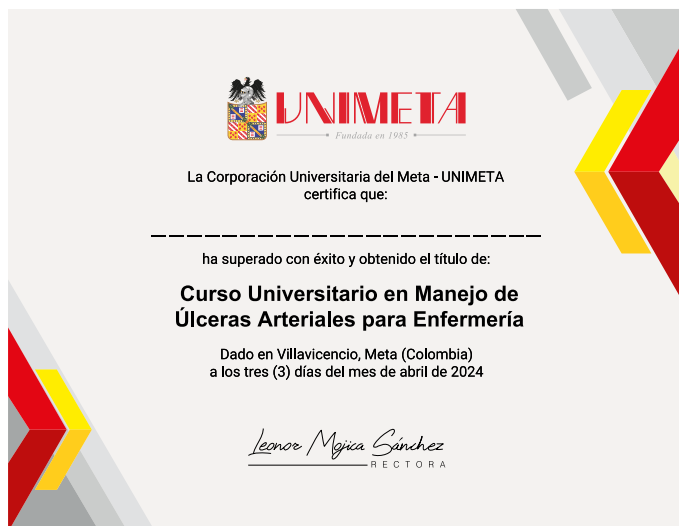 UNIMETA
Fundada en 1985
La Corporación Universitaria del Meta - UNIMETA
certifica que:
ha superado con éxito y obtenido el título de:
Curso Universitario en Manejo de
Úlceras Arteriales para Enfermería
Dado en Villavicencio, Meta (Colombia)
a los tres (3) días del mes de abril de 2024
Leonor Mojica Sánchez
RECTORA